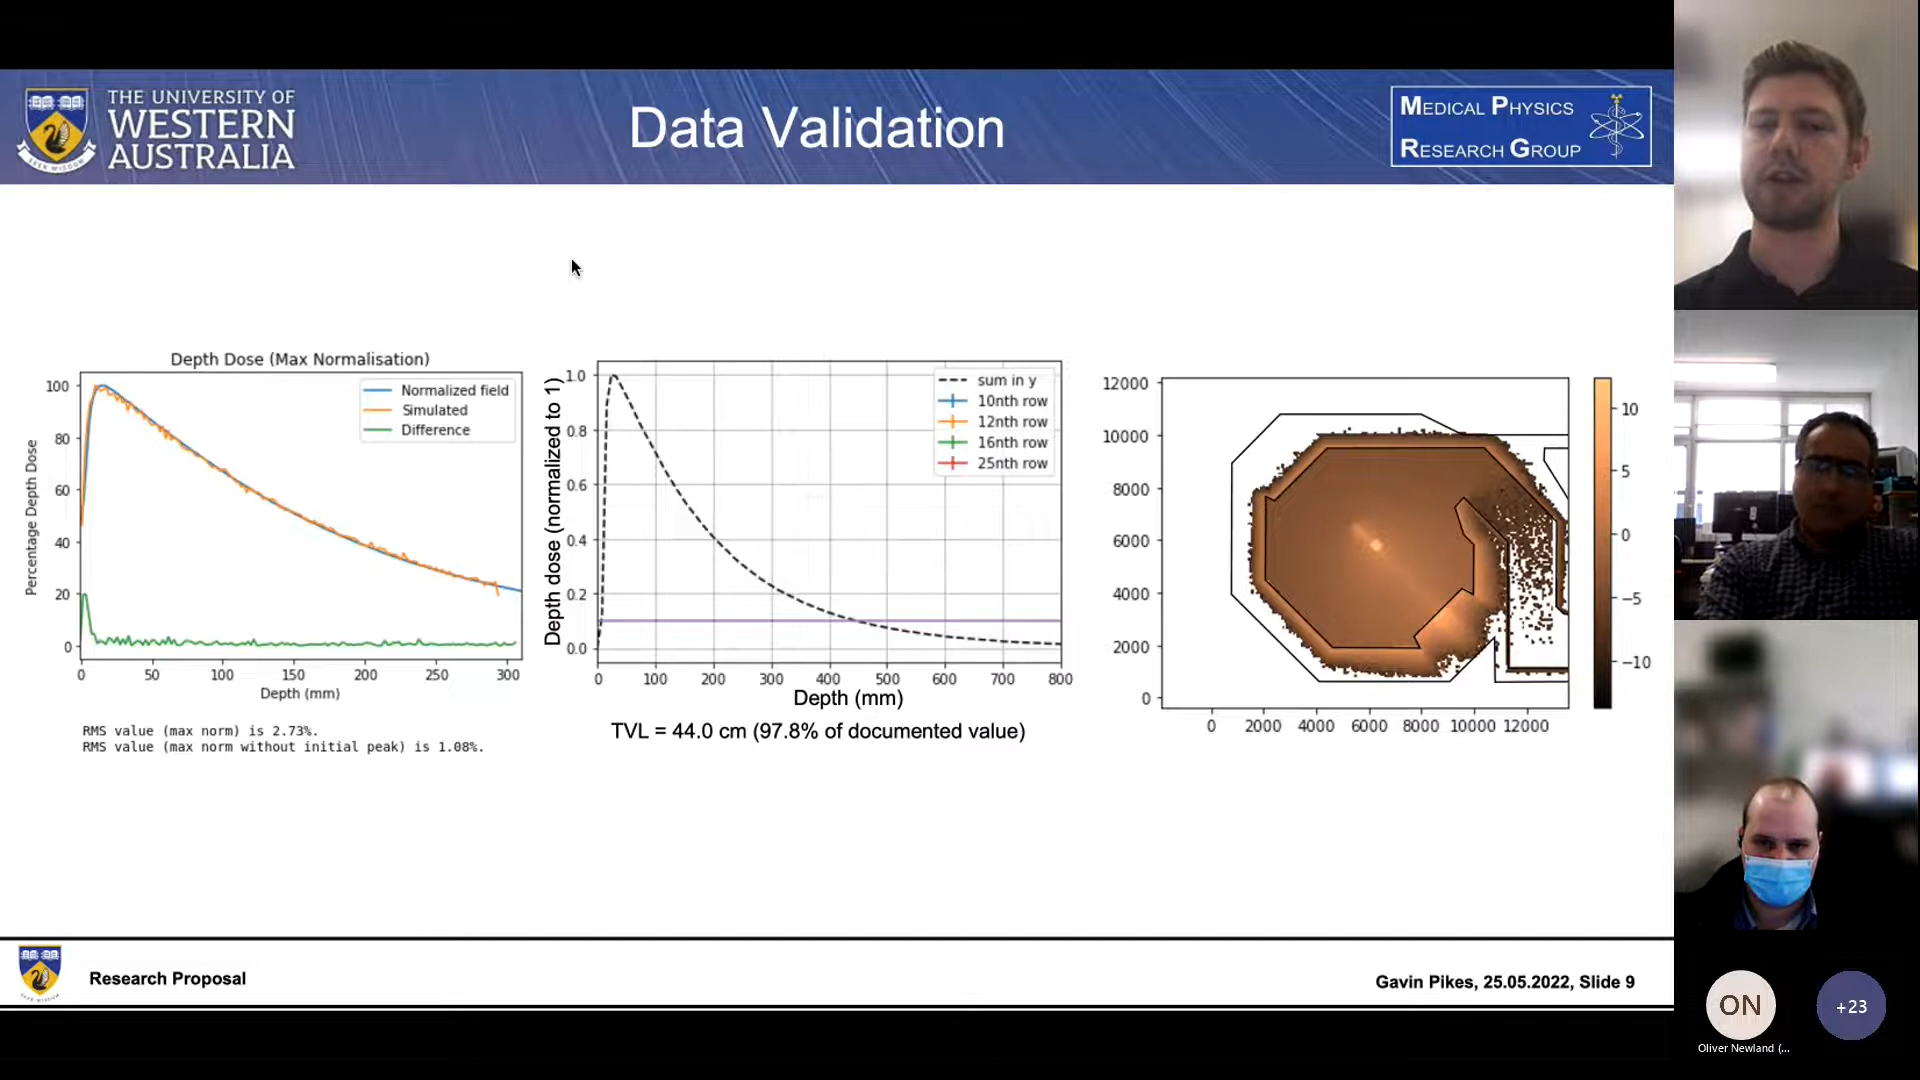 THE UNIVERSITY OF
WESTERN
AUSTRALIA
Data Validation
MEDICAL PHYSICS
RESEARCH GROUP
Depth Dose (Max Normalisation)
Percentage Depth Dose
100
80
60
40
20
0
Normalized field
Simulated
Difference
0 50 100 150 200 250 300
Depth (mm)
RMS value (max norm) is 2.73%.
RMS value (max norm without initial peak) is 1.08%.
Depth dose (normalized to 1)
1.0
0.8
0.6
0.4
0.2
0.0
sum in y
10nth row
12nth row
16nth row
25nth row
0 100 200 300 400 500 600 700 800
Depth (mm)
TVL = 44.0 cm (97.8% of documented value)
12000
10000
8000
6000
4000
2000
0
0 2000 4000 6000 8000 10000 12000
10
5
0
−5
−10
Research Proposal
Gavin Pikes, 25.05.2022, Slide 9
ON
+23
Oliver Newland (...